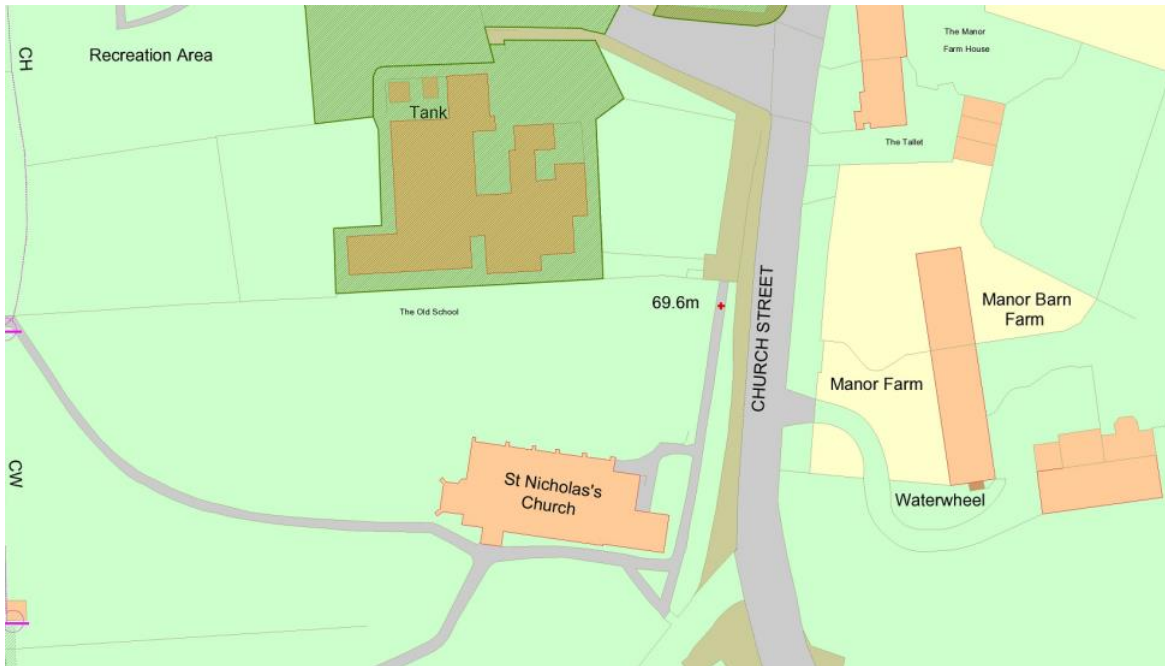 The Manor
Farm House
CH
Recreation Area
Tank
The Tallet
CHURCH STREET
Manor Barn
Farm
69.6m
The Old School
Manor Farm
CW
St Nicholas's
Church
Waterwheel